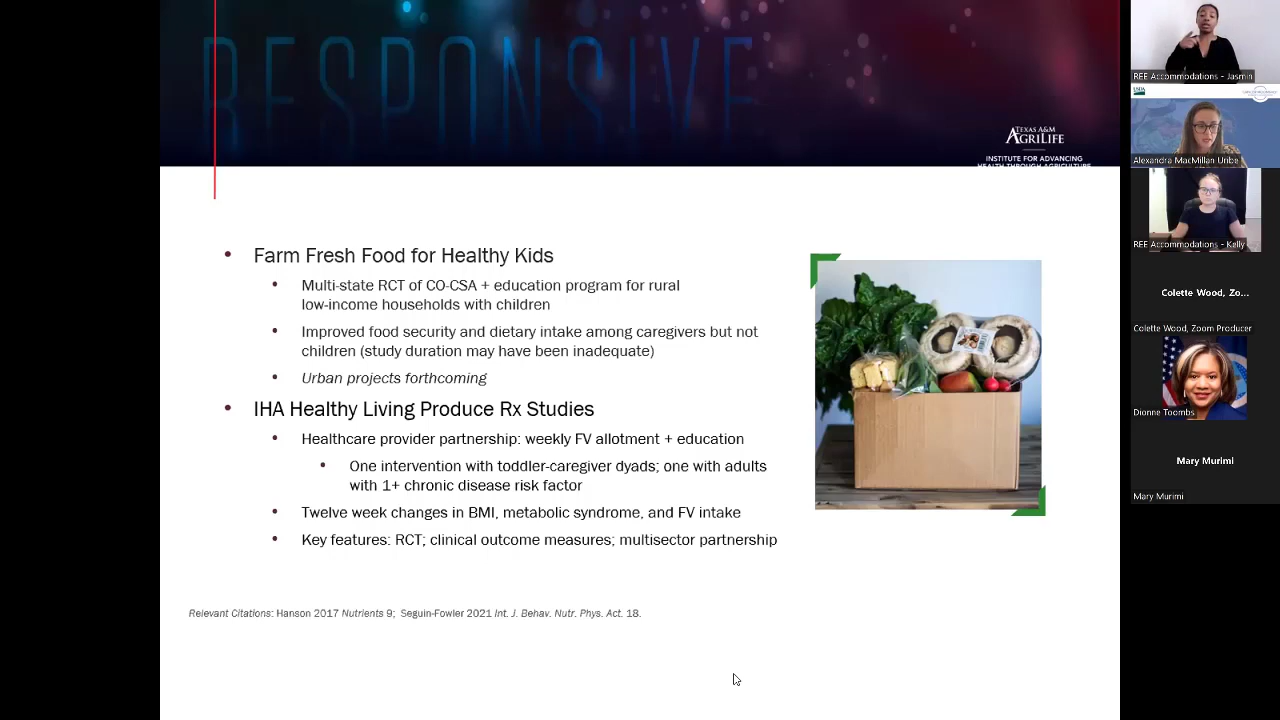 RESPONSIVE
TEXAS A&M
AGRILIFE
INSTITUTE FOR ADVANCING
HEALTH THROUGH AGRICULTURE
• Farm Fresh Food for Healthy Kids
• Multi-state RCT of CO-CSA + education program for rural
low-income households with children
• Improved food security and dietary intake among caregivers but not
children (study duration may have been inadequate)
• Urban projects forthcoming
• IHA Healthy Living Produce Rx Studies
• Healthcare provider partnership: weekly FV allotment + education
• One intervention with toddler-caregiver dyads; one with adults
with 1+ chronic disease risk factor
• Twelve week changes in BMI, metabolic syndrome, and FV intake
• Key features: RCT; clinical outcome measures; multisector partnership
Relevant Citations: Hanson 2017 Nutrients 9; Seguin-Fowler 2021 Int. J. Behav. Nutr. Phys. Act. 18.
REE Accommodations - Jasmin
USDA
Alexandra MacMillan Uribe
REE Accommodations - Kelly
Colette Wood, Zo...
Colette Wood, Zoom Producer
Dionne Toombs
Mary Murimi
Mary Murimi